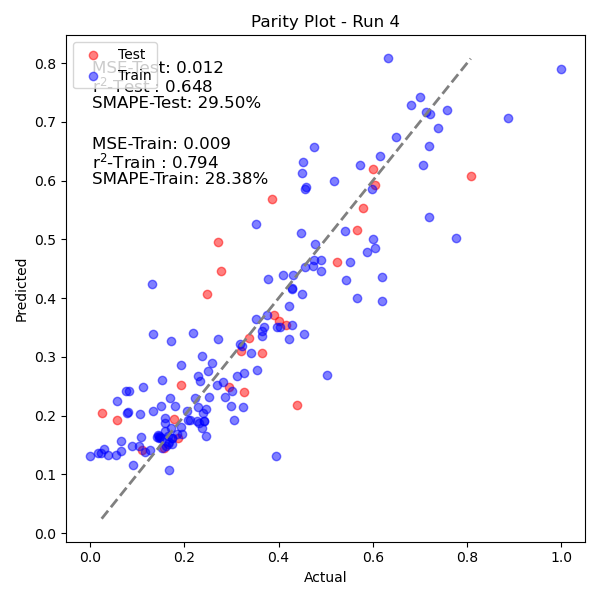 Parity Plot - Run 4
Test
Train
MSE-Test: 0.012
r²-Test : 0.648
SMAPE-Test: 29.50%
MSE-Train: 0.009
r²-Train : 0.794
SMAPE-Train: 28.38%
Predicted
0.8
0.7
0.6
0.5
0.4
0.3
0.2
0.1
0.0
0.0 0.2 0.4 0.6 0.8 1.0
Actual